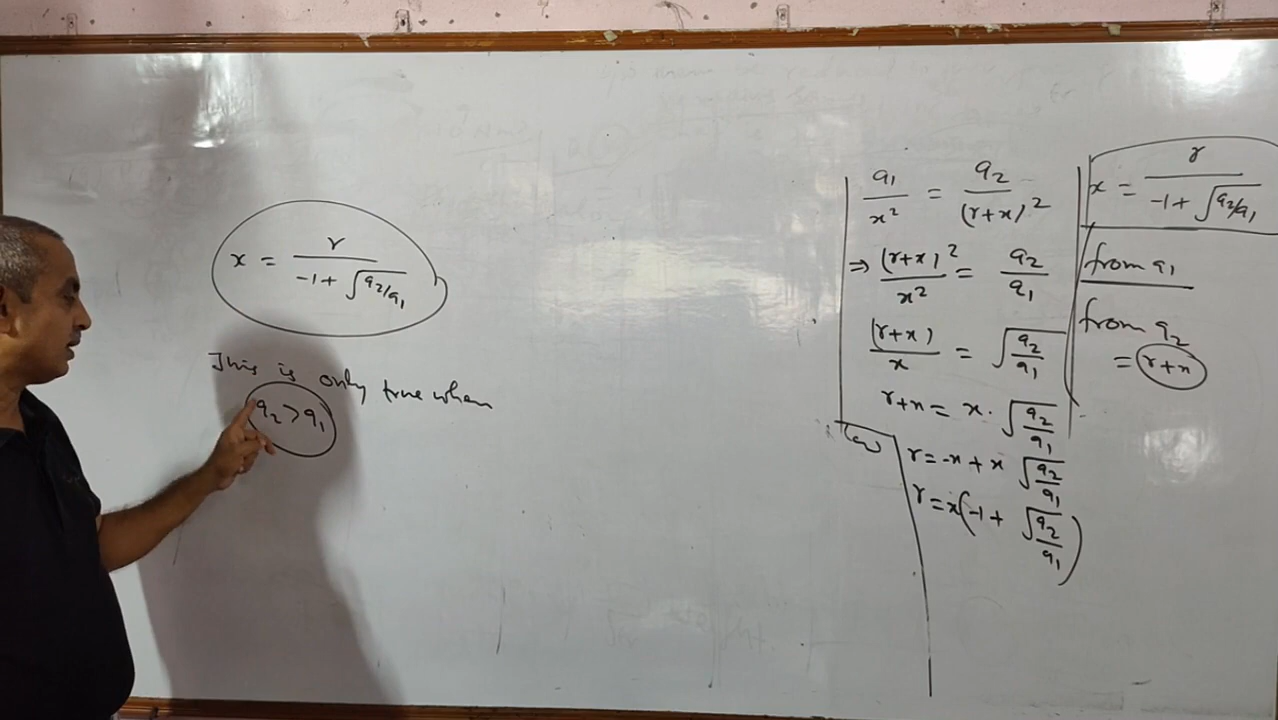 x = r / (-1 + √(q2/q1))
This is only true when
q2 > q1
q1/x² = q2/(r+x)²
⇒ (r+x)²/x² = q2/q1
(r+x)/x = √(q2/q1)
r+x = x · √(q2/q1)
r = -x + x √(q2/q1)
r = x(-1 + √(q2/q1))
x = r / (-1 + √(q2/q1))
from q1
from q2
= r+x